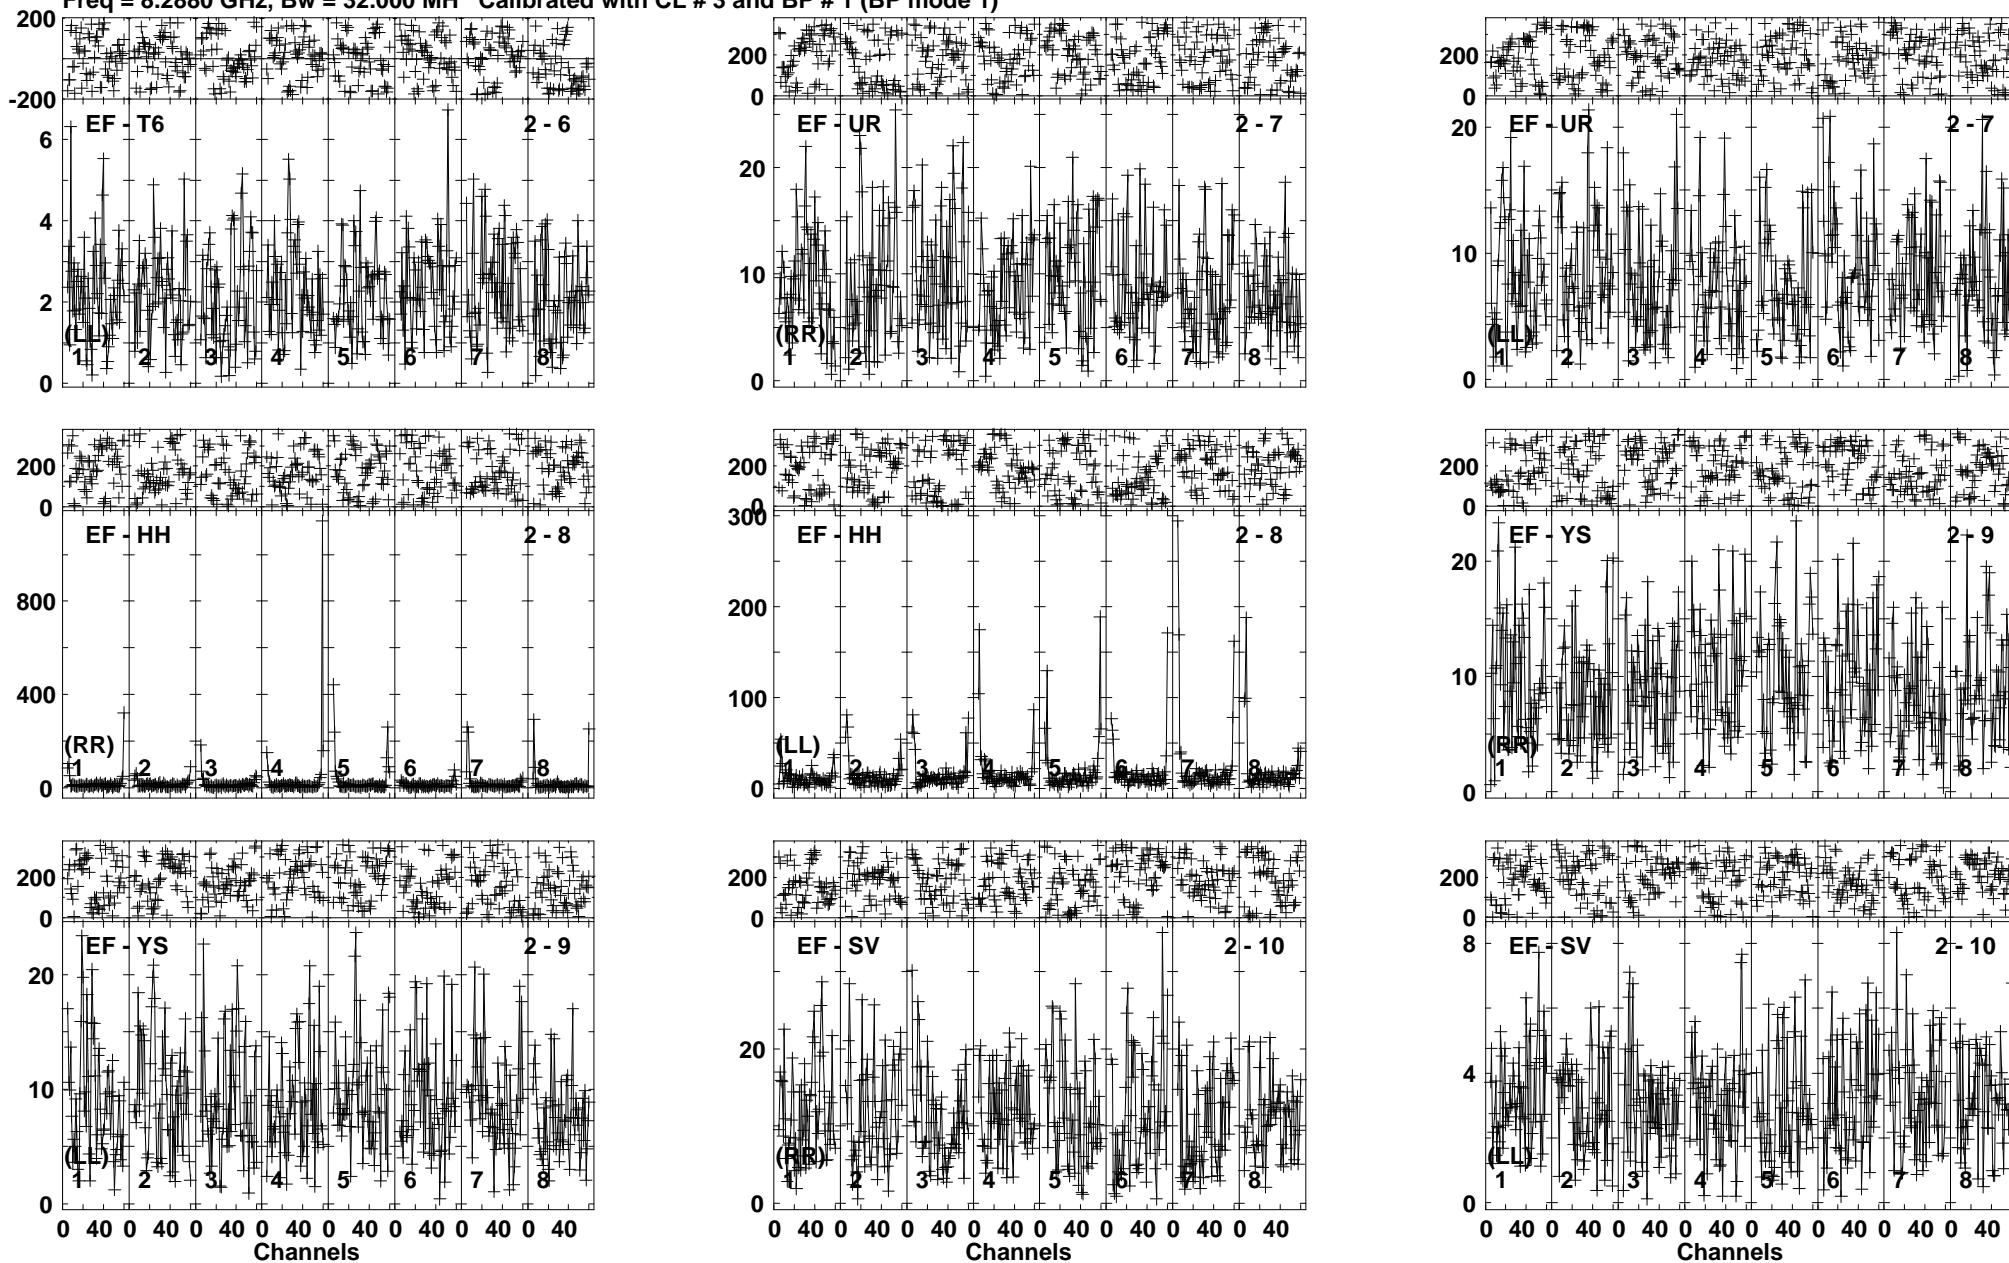 Freq = 8.2880 GHz, Bw = 32.000 MH Calibrated with CL # 3 and BP # 1 (BP mode 1)
200
-200
EF - T6 2 - 6
6
4
2
0
(LL)
1 2 3 4 5 6 7 8
200
0
EF - UR 2 - 7
20
10
0
(RR)
1 2 3 4 5 6 7 8
200
0
EF - UR 2 - 7
20
10
0
(LL)
1 2 3 4 5 6 7 8
200
0
EF - HH 2 - 8
800
400
0
(RR)
1 2 3 4 5 6 7 8
200
0
EF - HH 2 - 8
300
200
100
0
(LL)
1 2 3 4 5 6 7 8
200
0
EF - YS 2 - 9
20
10
0
(RR)
1 2 3 4 5 6 7 8
200
0
EF - YS 2 - 9
20
10
0
(LL)
1 2 3 4 5 6 7 8
0 40 0 40 0 40 0 40 0 40 0 40 0 40 0 40
Channels
200
0
EF - SV 2 - 10
20
0
(RR)
1 2 3 4 5 6 7 8
0 40 0 40 0 40 0 40 0 40 0 40 0 40 0 40
Channels
200
0
EF - SV 2 - 10
8
4
0
(LL)
1 2 3 4 5 6 7 8
0 40 0 40 0 40 0 40 0 40 0 40 0 40 0 40
Channels